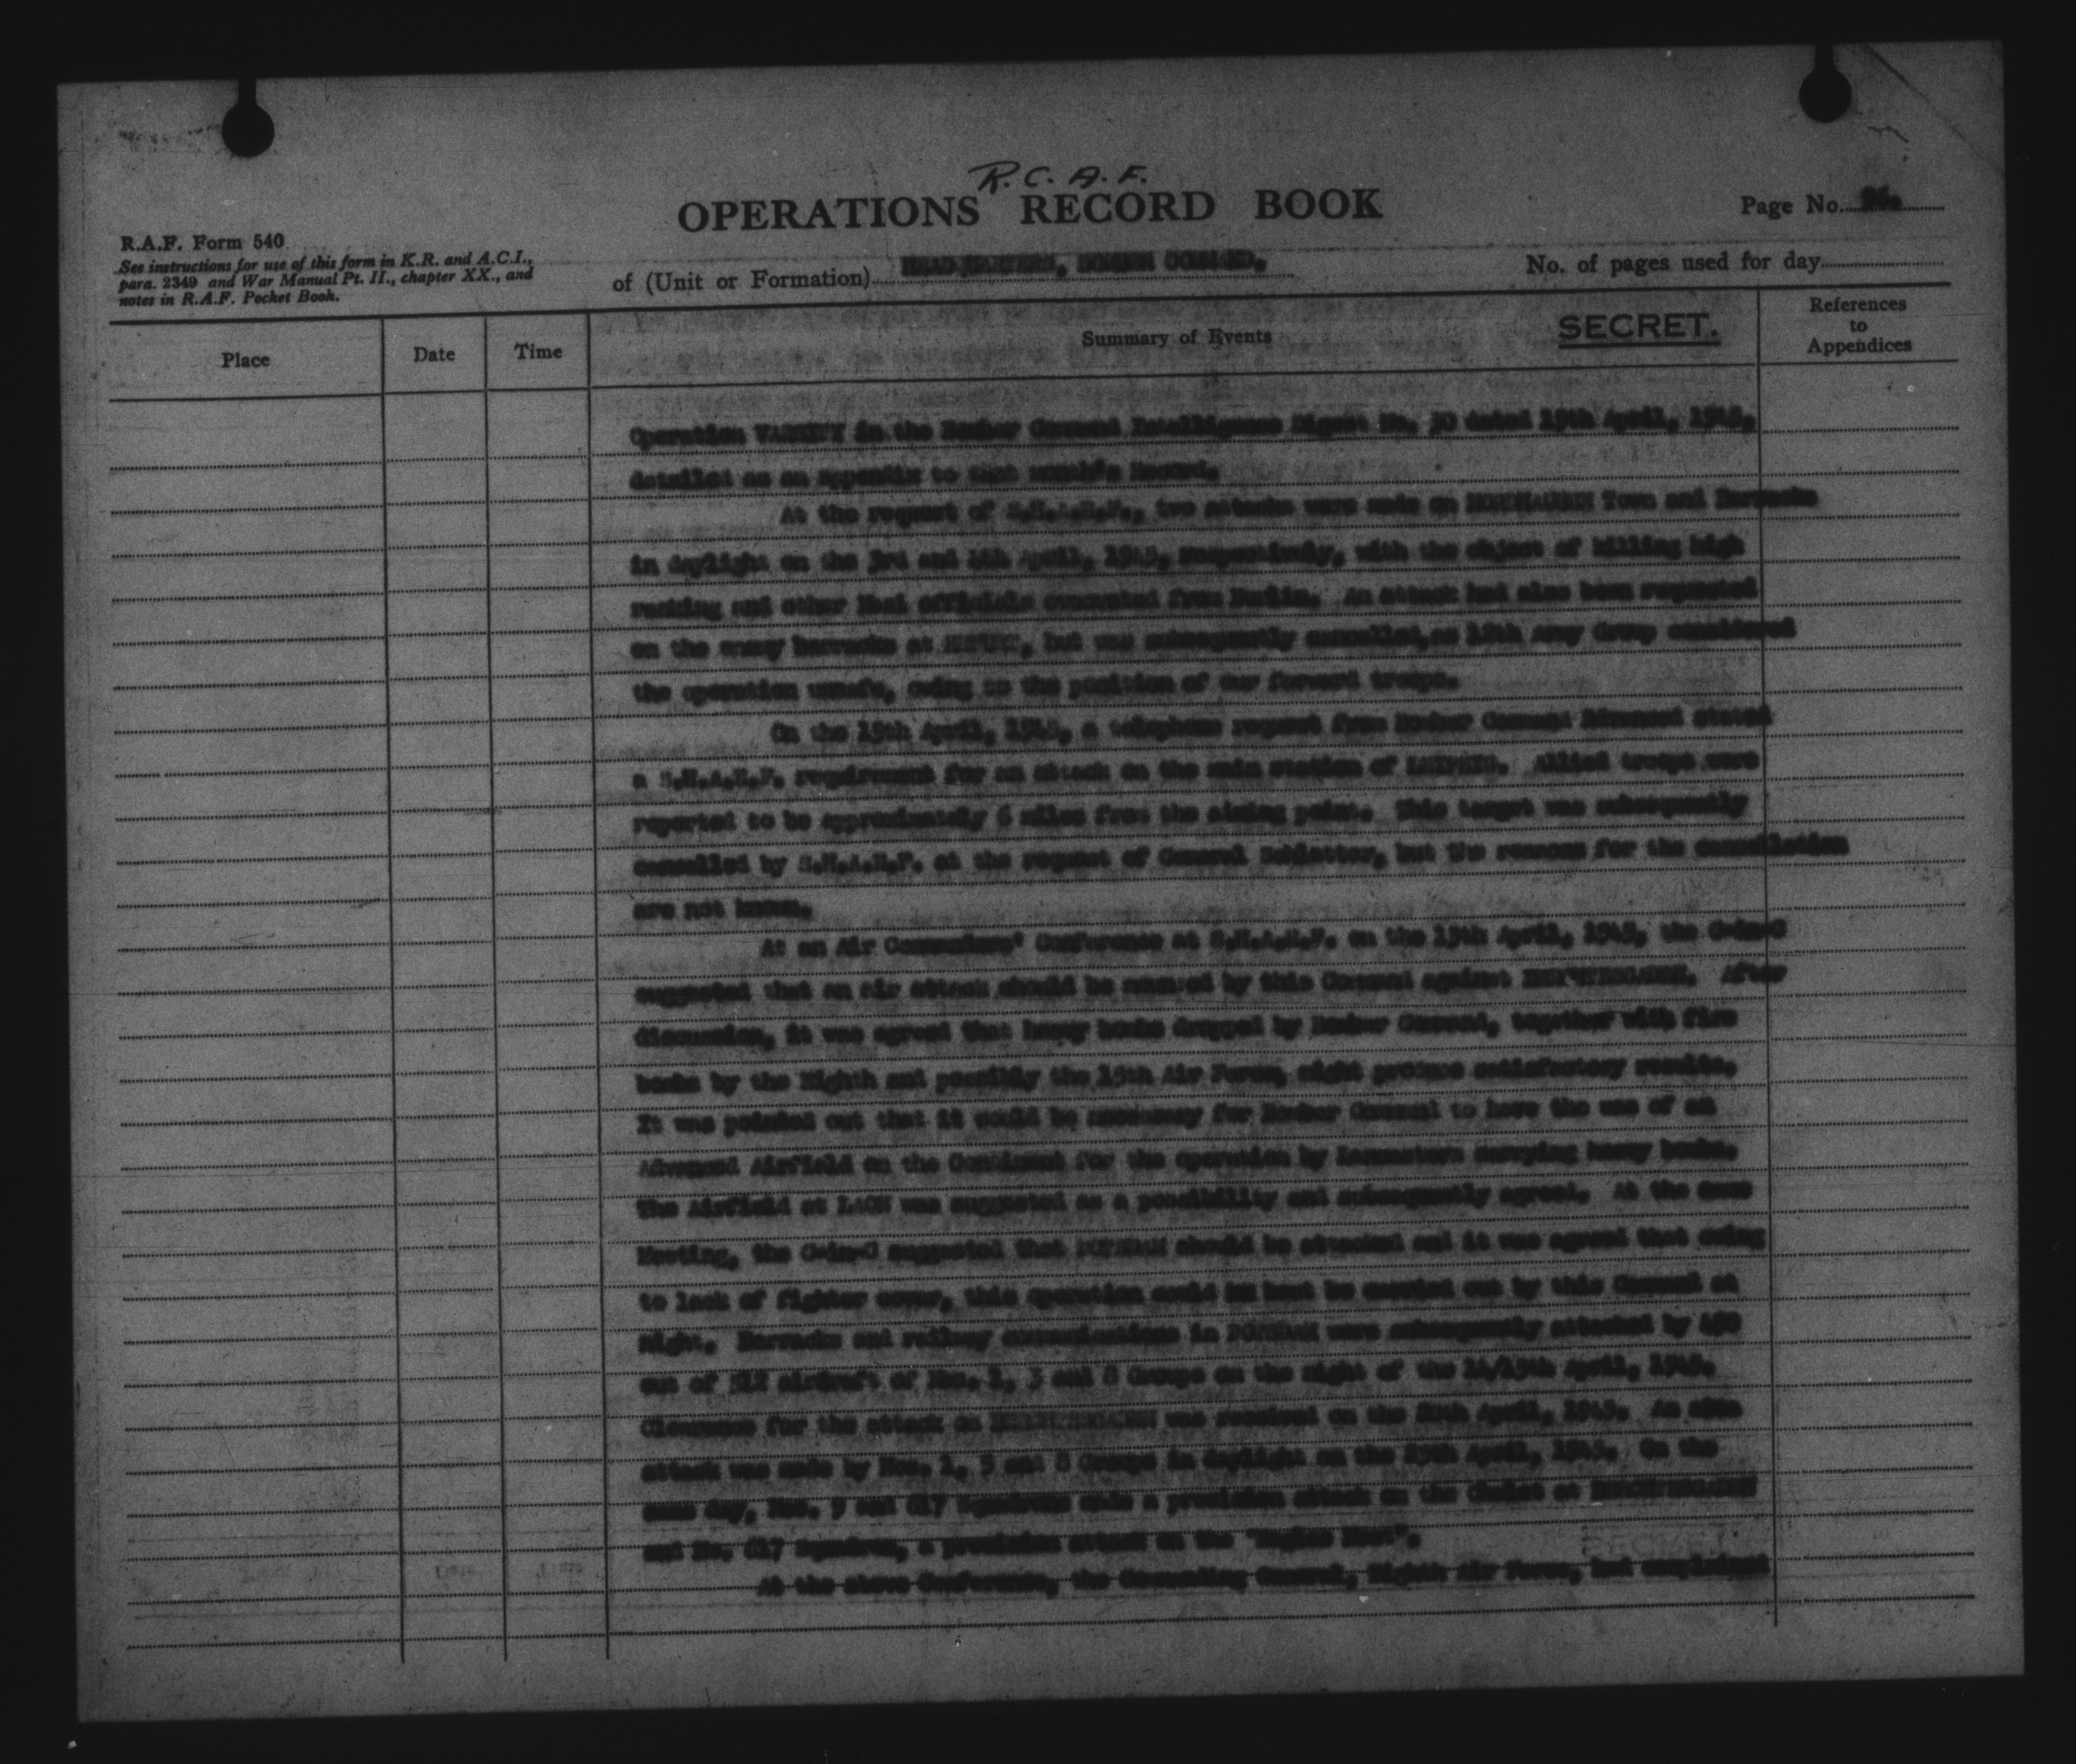 R.C.A.F.
OPERATIONS RECORD BOOK
Page No. 24.
R.A.F. Form 540
See instructions for use of this form in K.R. and A.C.I.,
para. 2349 and War Manual Pt. II., chapter XX., and
notes in R.A.F. Pocket Book.
of (Unit or Formation) HEADQUARTERS, BOMBER COMMAND.
No. of pages used for day
Place
Date
Time
Summary of Events
SECRET.
References
to
Appendices
Operation VARSITY in the Bomber Command Intelligence Digest No. 30 dated 19th April, 1945,
detailed as an appendix to that month's Record.
At the request of S.H.A.E.F., two attacks were made on NORDHAUSEN Town and Barracks
in daylight on the 3rd and 4th April, 1945, respectively, with the object of killing high
ranking and other Nazi officials evacuated from Berlin. An attack had also been requested
on the enemy barracks at , but was subsequently cancelled, as 12th Army Group considered
the operation unsafe, owing to the position of our forward troops.
On the 15th April, 1945, a telephone request from Bomber Command Advanced stated
a S.H.A.E.F. requirement for an attack on the main station of LEIPZIG. Allied troops were
reported to be approximately 6 miles from the aiming point. This target was subsequently
cancelled by S.H.A.E.F. at the request of General Schlatter, but the reasons for the cancellation
are not known.
At an Air Commanders' Conference at S.H.A.E.F. on the 13th April, 1945, the C-in-C
suggested that an air attack should be mounted by this Command against BERCHTESGADEN. After
discussion, it was agreed that heavy bombs dropped by Bomber Command, together with fire
bombs by the Eighth and possibly the 15th Air Forces, might produce satisfactory results.
It was pointed out that it would be necessary for Bomber Command to have the use of an
Advanced Airfield on the Continent for the operation by Lancasters carrying heavy bombs.
The Airfield at LAON was suggested as a possibility and subsequently agreed. At the same
Meeting, the C-in-C suggested that POTSDAM should be attacked and it was agreed that owing
to lack of fighter cover, this operation could best be carried out by this Command at
night. Barracks and railway communications in POTSDAM were subsequently attacked by 490
out of 512 aircraft of Nos. 1, 3 and 8 Groups on the night of the 14/15th April, 1945.
Clearance for the attack on BERCHTESGADEN was received on the 20th April, 1945. An area
attack was made by Nos. 1, 5 and 8 Groups in daylight on the 25th April, 1945. On the
same day, Nos. 9 and 617 Squadrons made a precision attack on the Chalet at BERCHTESGADEN
and No. 617 Squadron, a precision attack on the "Eagles Nest".
At the above Conference, the Commanding General, Eighth Air Force, had